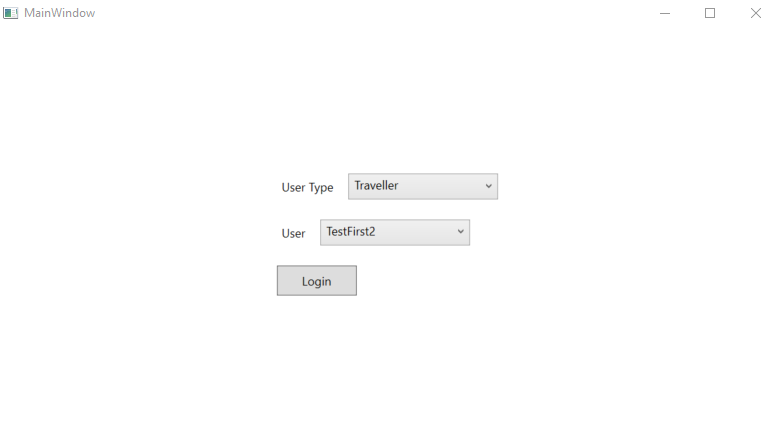 MainWindow
User Type Traveller
User TestFirst2
Login